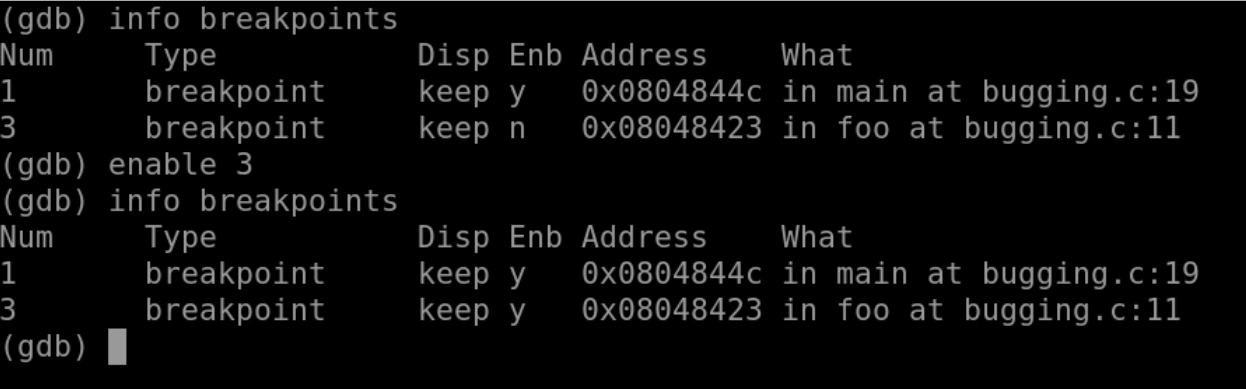 (gdb) info breakpoints
Num     Type           Disp Enb Address    What
1       breakpoint     keep y   0x0804844c in main at bugging.c:19
3       breakpoint     keep n   0x08048423 in foo at bugging.c:11
(gdb) enable 3
(gdb) info breakpoints
Num     Type           Disp Enb Address    What
1       breakpoint     keep y   0x0804844c in main at bugging.c:19
3       breakpoint     keep y   0x08048423 in foo at bugging.c:11
(gdb)